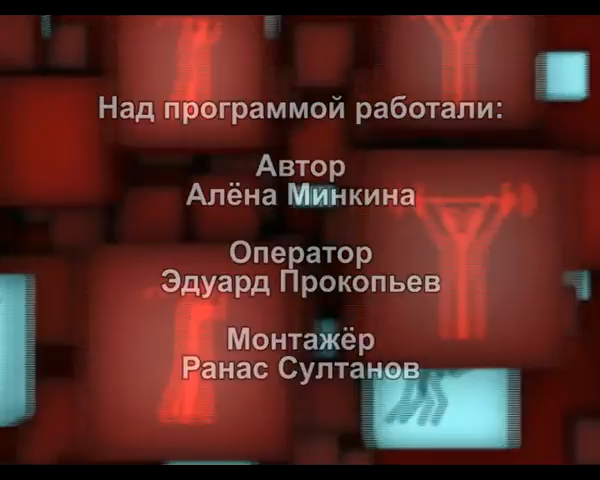 Над программой работали:
Автор
Алёна Минкина
Оператор
Эдуард Прокопьев
Монтажёр
Ранас Султанов